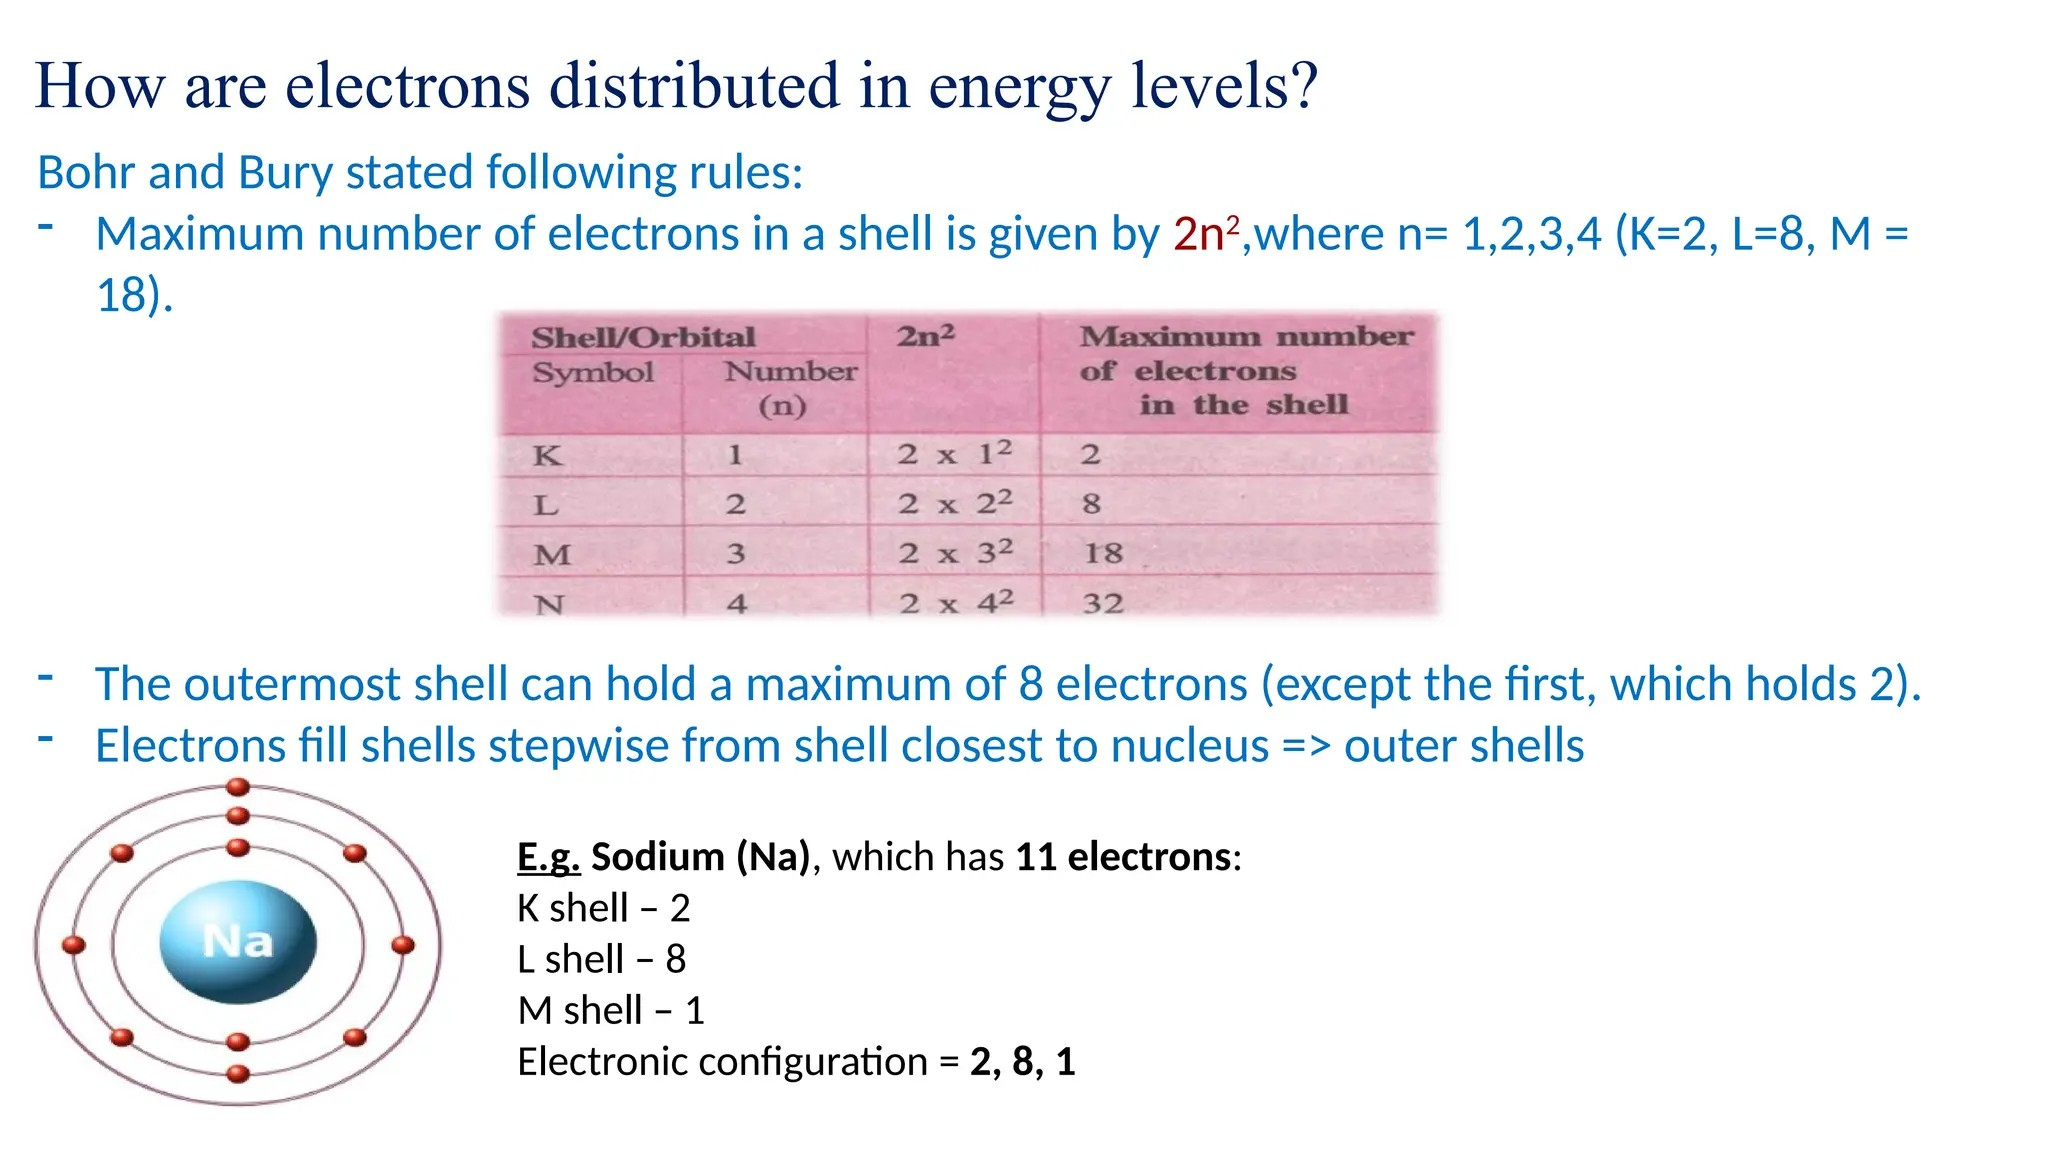 How are electrons distributed in energy levels?
Bohr and Bury stated following rules:
- Maximum number of electrons in a shell is given by 2n²,where n= 1,2,3,4 (K=2, L=8, M =
18).
Shell/Orbital 2n² Maximum number
Symbol Number of electrons
(n) in the shell
K 1 2 x 1² 2
L 2 2 x 2² 8
M 3 2 x 3² 18
N 4 2 x 4² 32
- The outermost shell can hold a maximum of 8 electrons (except the first, which holds 2).
- Electrons fill shells stepwise from shell closest to nucleus => outer shells
Na
E.g. Sodium (Na), which has 11 electrons:
K shell – 2
L shell – 8
M shell – 1
Electronic configuration = 2, 8, 1